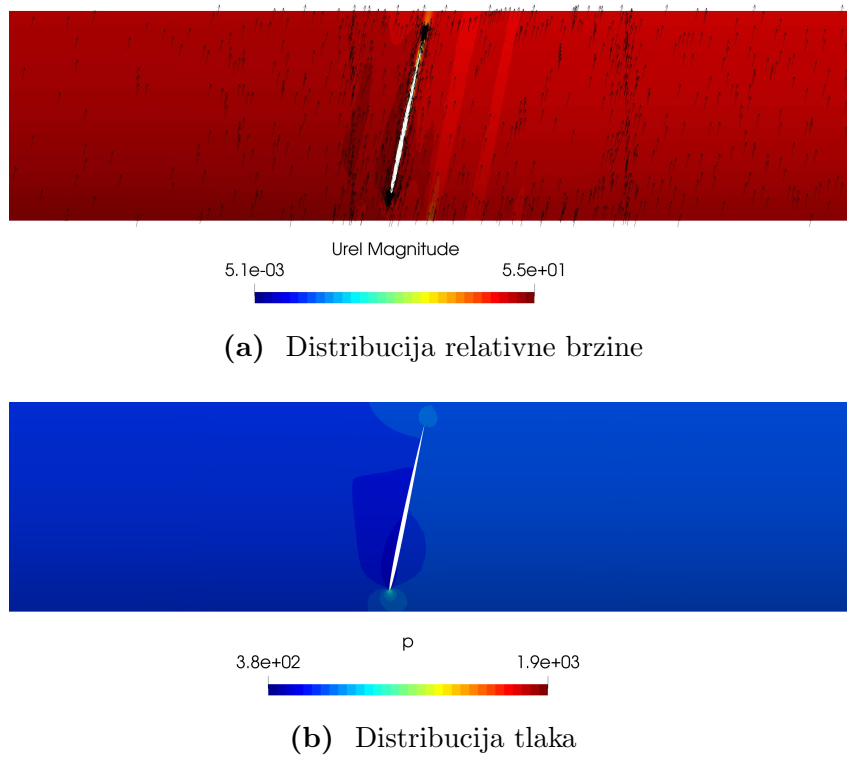 Urel Magnitude
5.1e-03 5.5e+01
(a) Distribucija relativne brzine
p
3.8e+02 1.9e+03
(b) Distribucija tlaka